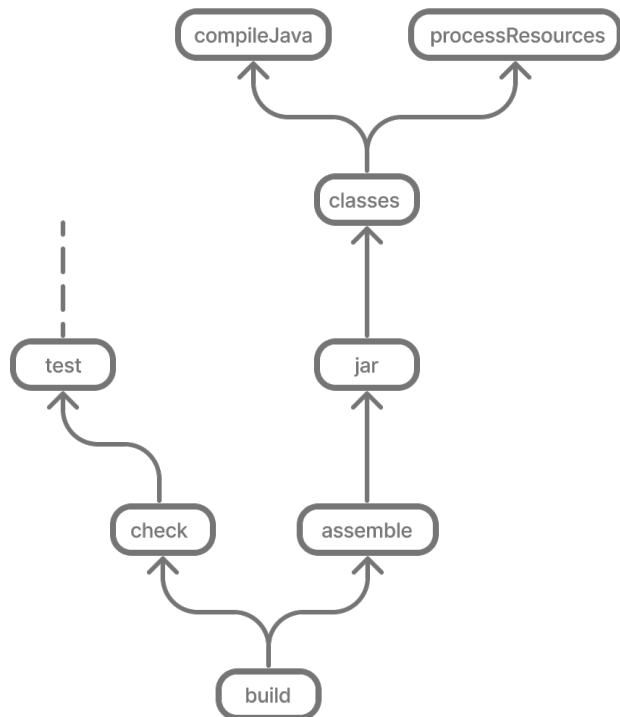 compileJava
processResources
classes
test
jar
check
assemble
build